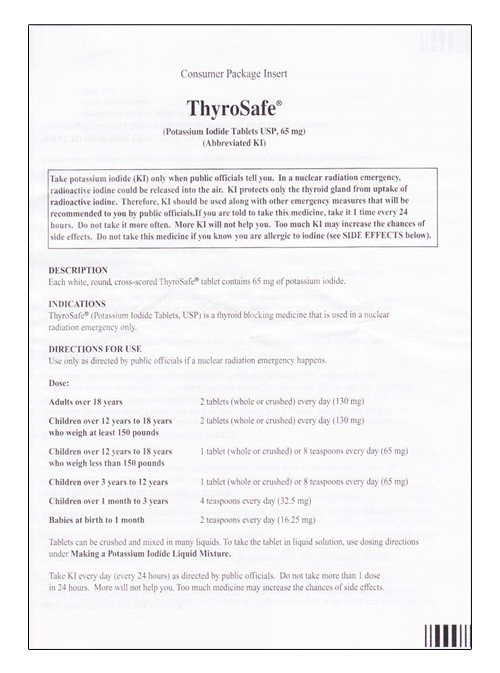 Consumer Package Insert
ThyroSafe®
(Potassium Iodide Tablets USP, 65 mg)
(Abbreviated KI)
Take potassium iodide (KI) only when public officials tell you. In a nuclear radiation emergency,
radioactive iodine could be released into the air. KI protects only the thyroid gland from uptake of
radioactive iodine. Therefore, KI should be used along with other emergency measures that will be
recommended to you by public officials.If you are told to take this medicine, take it 1 time every 24
hours. Do not take it more often. More KI will not help you. Too much KI may increase the chances of
side effects. Do not take this medicine if you know you are allergic to iodine (see SIDE EFFECTS below).
DESCRIPTION
Each white, round, cross-scored ThyroSafe® tablet contains 65 mg of potassium iodide.
INDICATIONS
ThyroSafe® (Potassium Iodide Tablets, USP) is a thyroid blocking medicine that is used in a nuclear
radiation emergency only.
DIRECTIONS FOR USE
Use only as directed by public officials if a nuclear radiation emergency happens.
Dose:
Adults over 18 years 2 tablets (whole or crushed) every day (130 mg)
Children over 12 years to 18 years 2 tablets (whole or crushed) every day (130 mg)
who weigh at least 150 pounds
Children over 12 years to 18 years 1 tablet (whole or crushed) or 8 teaspoons every day (65 mg)
who weigh less than 150 pounds
Children over 3 years to 12 years 1 tablet (whole or crushed) or 8 teaspoons every day (65 mg)
Children over 1 month to 3 years 4 teaspoons every day (32.5 mg)
Babies at birth to 1 month 2 teaspoons every day (16.25 mg)
Tablets can be crushed and mixed in many liquids. To take the tablet in liquid solution, use dosing directions
under Making a Potassium Iodide Liquid Mixture.
Take KI every day (every 24 hours) as directed by public officials. Do not take more than 1 dose
in 24 hours. More will not help you. Too much medicine may increase the chances of side effects.